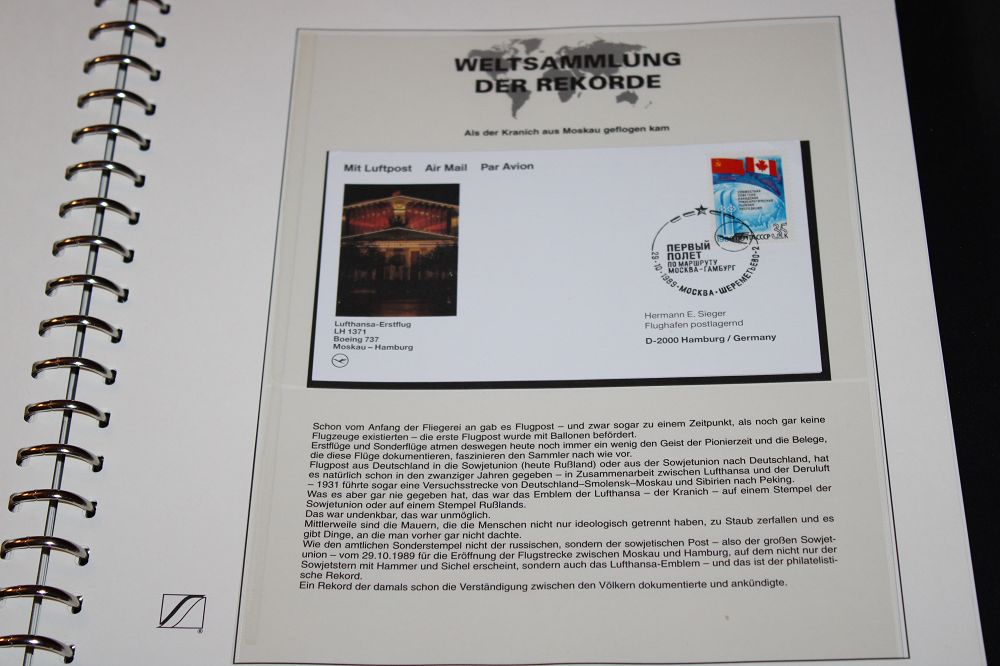 WELTSAMMLUNG
DER REKORDE
Als der Kranich aus Moskau geflogen kam
Mit Luftpost Air Mail Par Avion
ПОЧТА СССР
ПЕРВЫЙ
ПОЛЕТ
ПО МАРШРУТУ
МОСКВА-ГАМБУРГ
29·10·1989·МОСКВА-ШЕРЕМЕТЬЕВО-2
Lufthansa-Erstflug
LH 1371
Boeing 737
Moskau – Hamburg
Hermann E. Sieger
Flughafen postlagernd
D-2000 Hamburg / Germany
Schon vom Anfang der Fliegerei an gab es Flugpost – und zwar sogar zu einem Zeitpunkt, als noch gar keine
Flugzeuge existierten – die erste Flugpost wurde mit Ballonen befördert.
Erstflüge und Sonderflüge atmen deswegen heute noch immer ein wenig den Geist der Pionierzeit und die Belege,
die diese Flüge dokumentieren, faszinieren den Sammler nach wie vor.
Flugpost aus Deutschland in die Sowjetunion (heute Rußland) oder aus der Sowjetunion nach Deutschland, hat
es natürlich schon in den zwanziger Jahren gegeben – in Zusammenarbeit zwischen Lufthansa und der Deruluft
– 1931 führte sogar eine Versuchsstrecke von Deutschland–Smolensk–Moskau und Sibirien nach Peking.
Was es aber gar nie gegeben hat, das war das Emblem der Lufthansa – der Kranich – auf einem Stempel der
Sowjetunion oder auf einem Stempel Rußlands.
Das war undenkbar, das war unmöglich.
Mittlerweile sind die Mauern, die die Menschen nicht nur ideologisch getrennt haben, zu Staub zerfallen und es
gibt Dinge, an die man vorher gar nicht dachte.
Wie den amtlichen Sonderstempel nicht der russischen, sondern der sowjetischen Post – also der großen Sowjet-
union – vom 29.10.1989 für die Eröffnung der Flugstrecke zwischen Moskau und Hamburg, auf dem nicht nur der
Sowjetstern mit Hammer und Sichel erscheint, sondern auch das Lufthansa-Emblem – und das ist der philatelisti-
sche Rekord.
Ein Rekord der damals schon die Verständigung zwischen den Völkern dokumentierte und ankündigte.